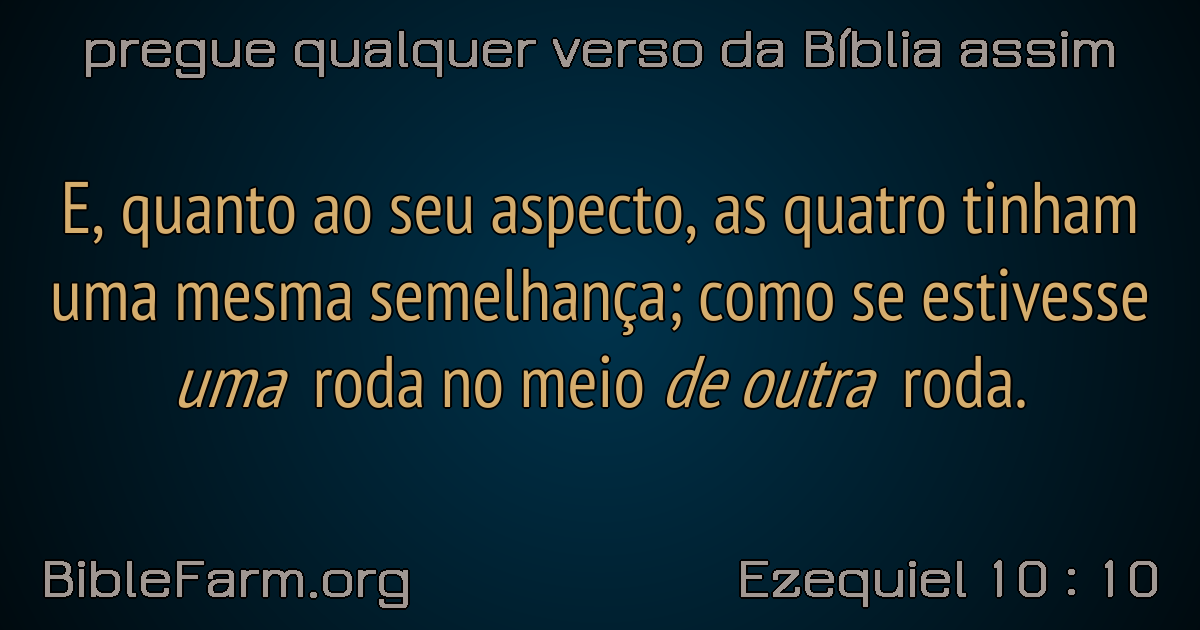 pregue qualquer verso da Bíblia assim
E, quanto ao seu aspecto, as quatro tinham
uma mesma semelhança; como se estivesse
uma roda no meio de outra roda.
BibleFarm.org
Ezequiel 10 : 10